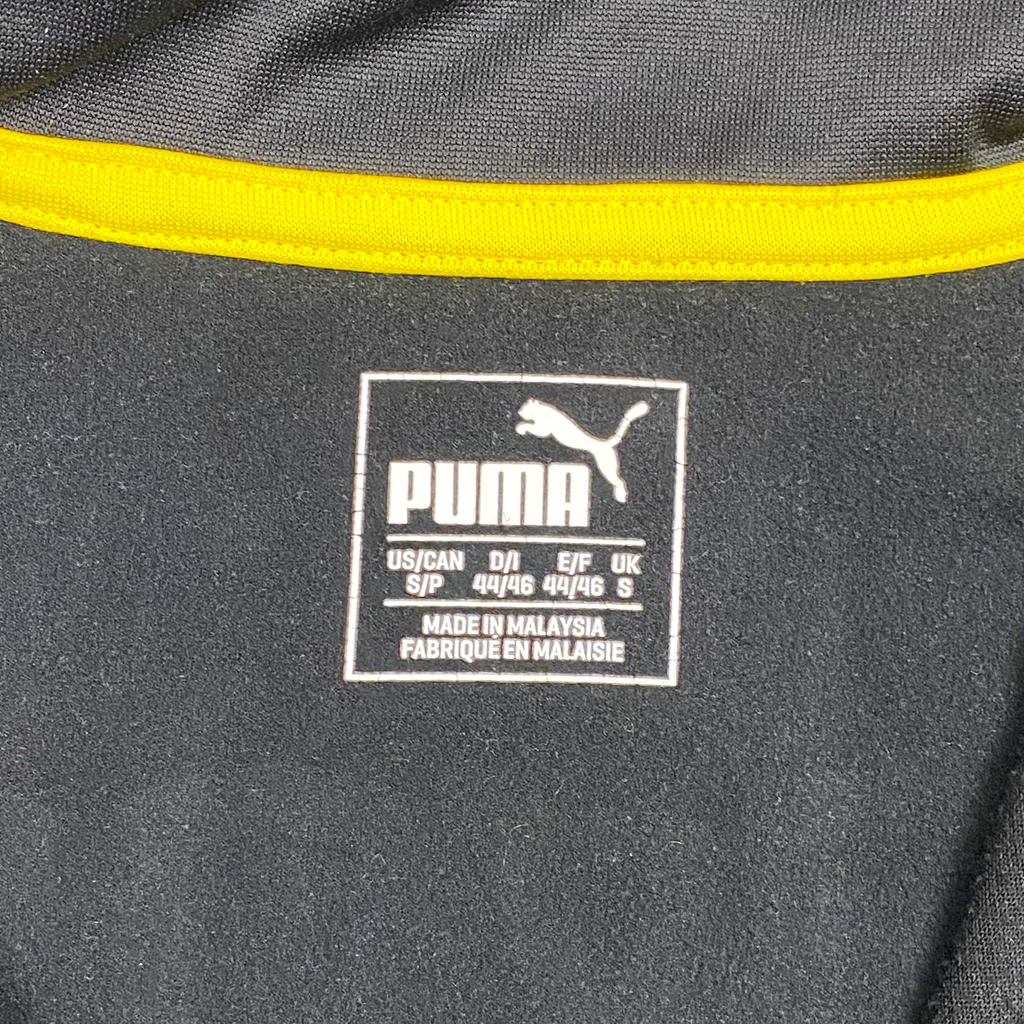 PUMA
US/CAN D/I E/F UK
S/P 44/46 44/46 S
MADE IN MALAYSIA
FABRIQUÉ EN MALAISIE